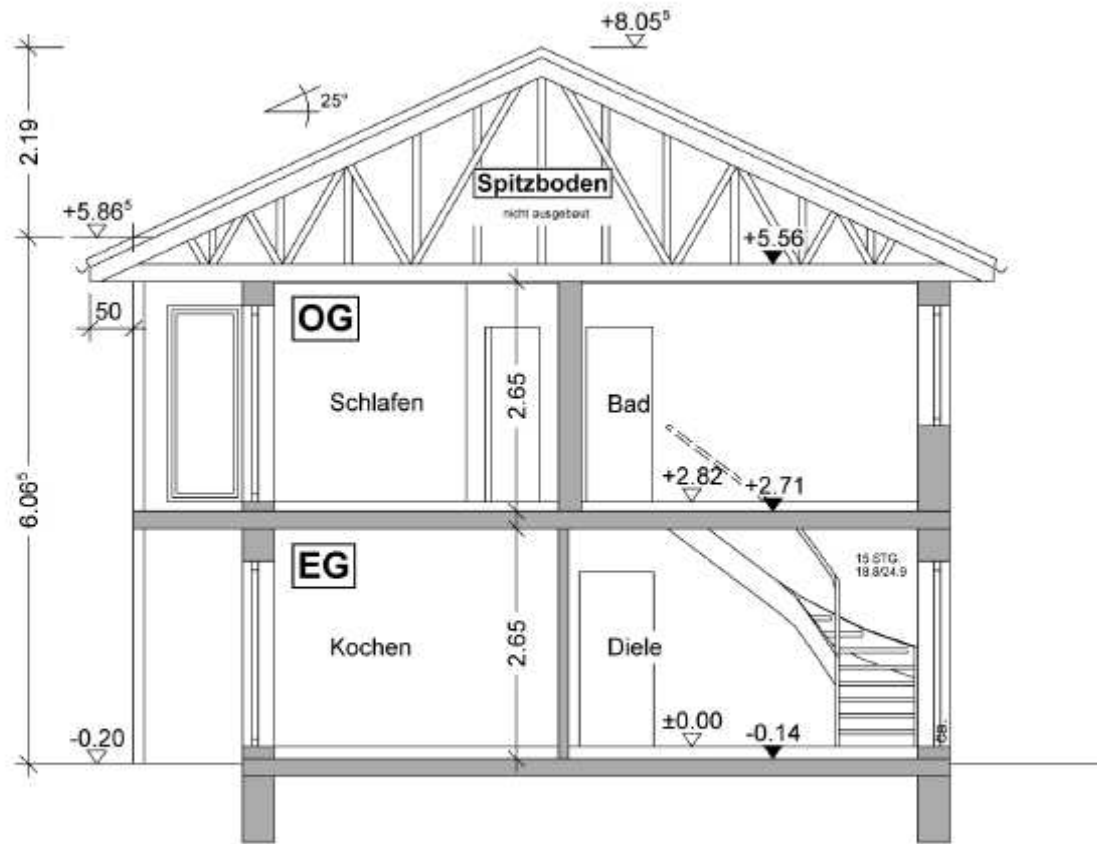 +8.05⁵
25°
2.19
Spitzboden
nicht ausgebaut
+5.86⁵
+5.56
50
OG
2.65
Schlafen
Bad
+2.82
+2.71
6.06⁵
EG
15 STG.
18.8/24.9
2.65
Kochen
Diele
±0.00
-0.14
-0.20